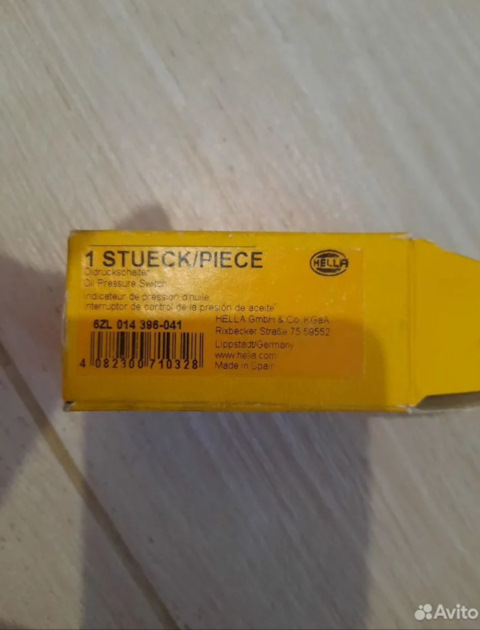 1 STUECK/PIECE
HELLA
Öldruckschalter
Oil Pressure Switch
Indicateur de pression d'huile
Interruptor de control de la presión de aceite
6ZL 014 396-041
HELLA GmbH & Co. KGaA
Rixbecker Straße 75 59552
Lippstadt/Germany
www.hella.com
Made in Spain
4 082300 710328
Avito